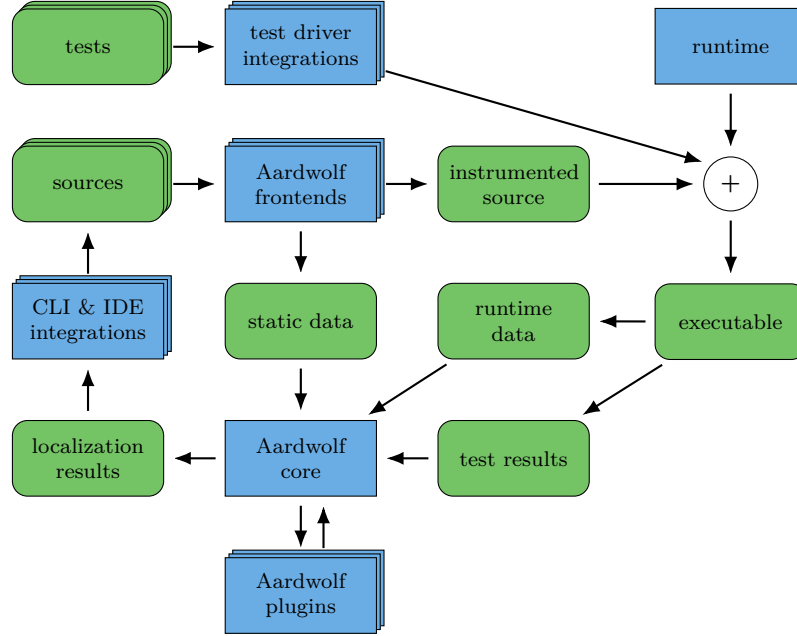 tests
test driver
integrations
runtime
sources
Aardwolf
frontends
instrumented
source
+
CLI & IDE
integrations
static data
runtime
data
executable
localization
results
Aardwolf
core
test results
Aardwolf
plugins